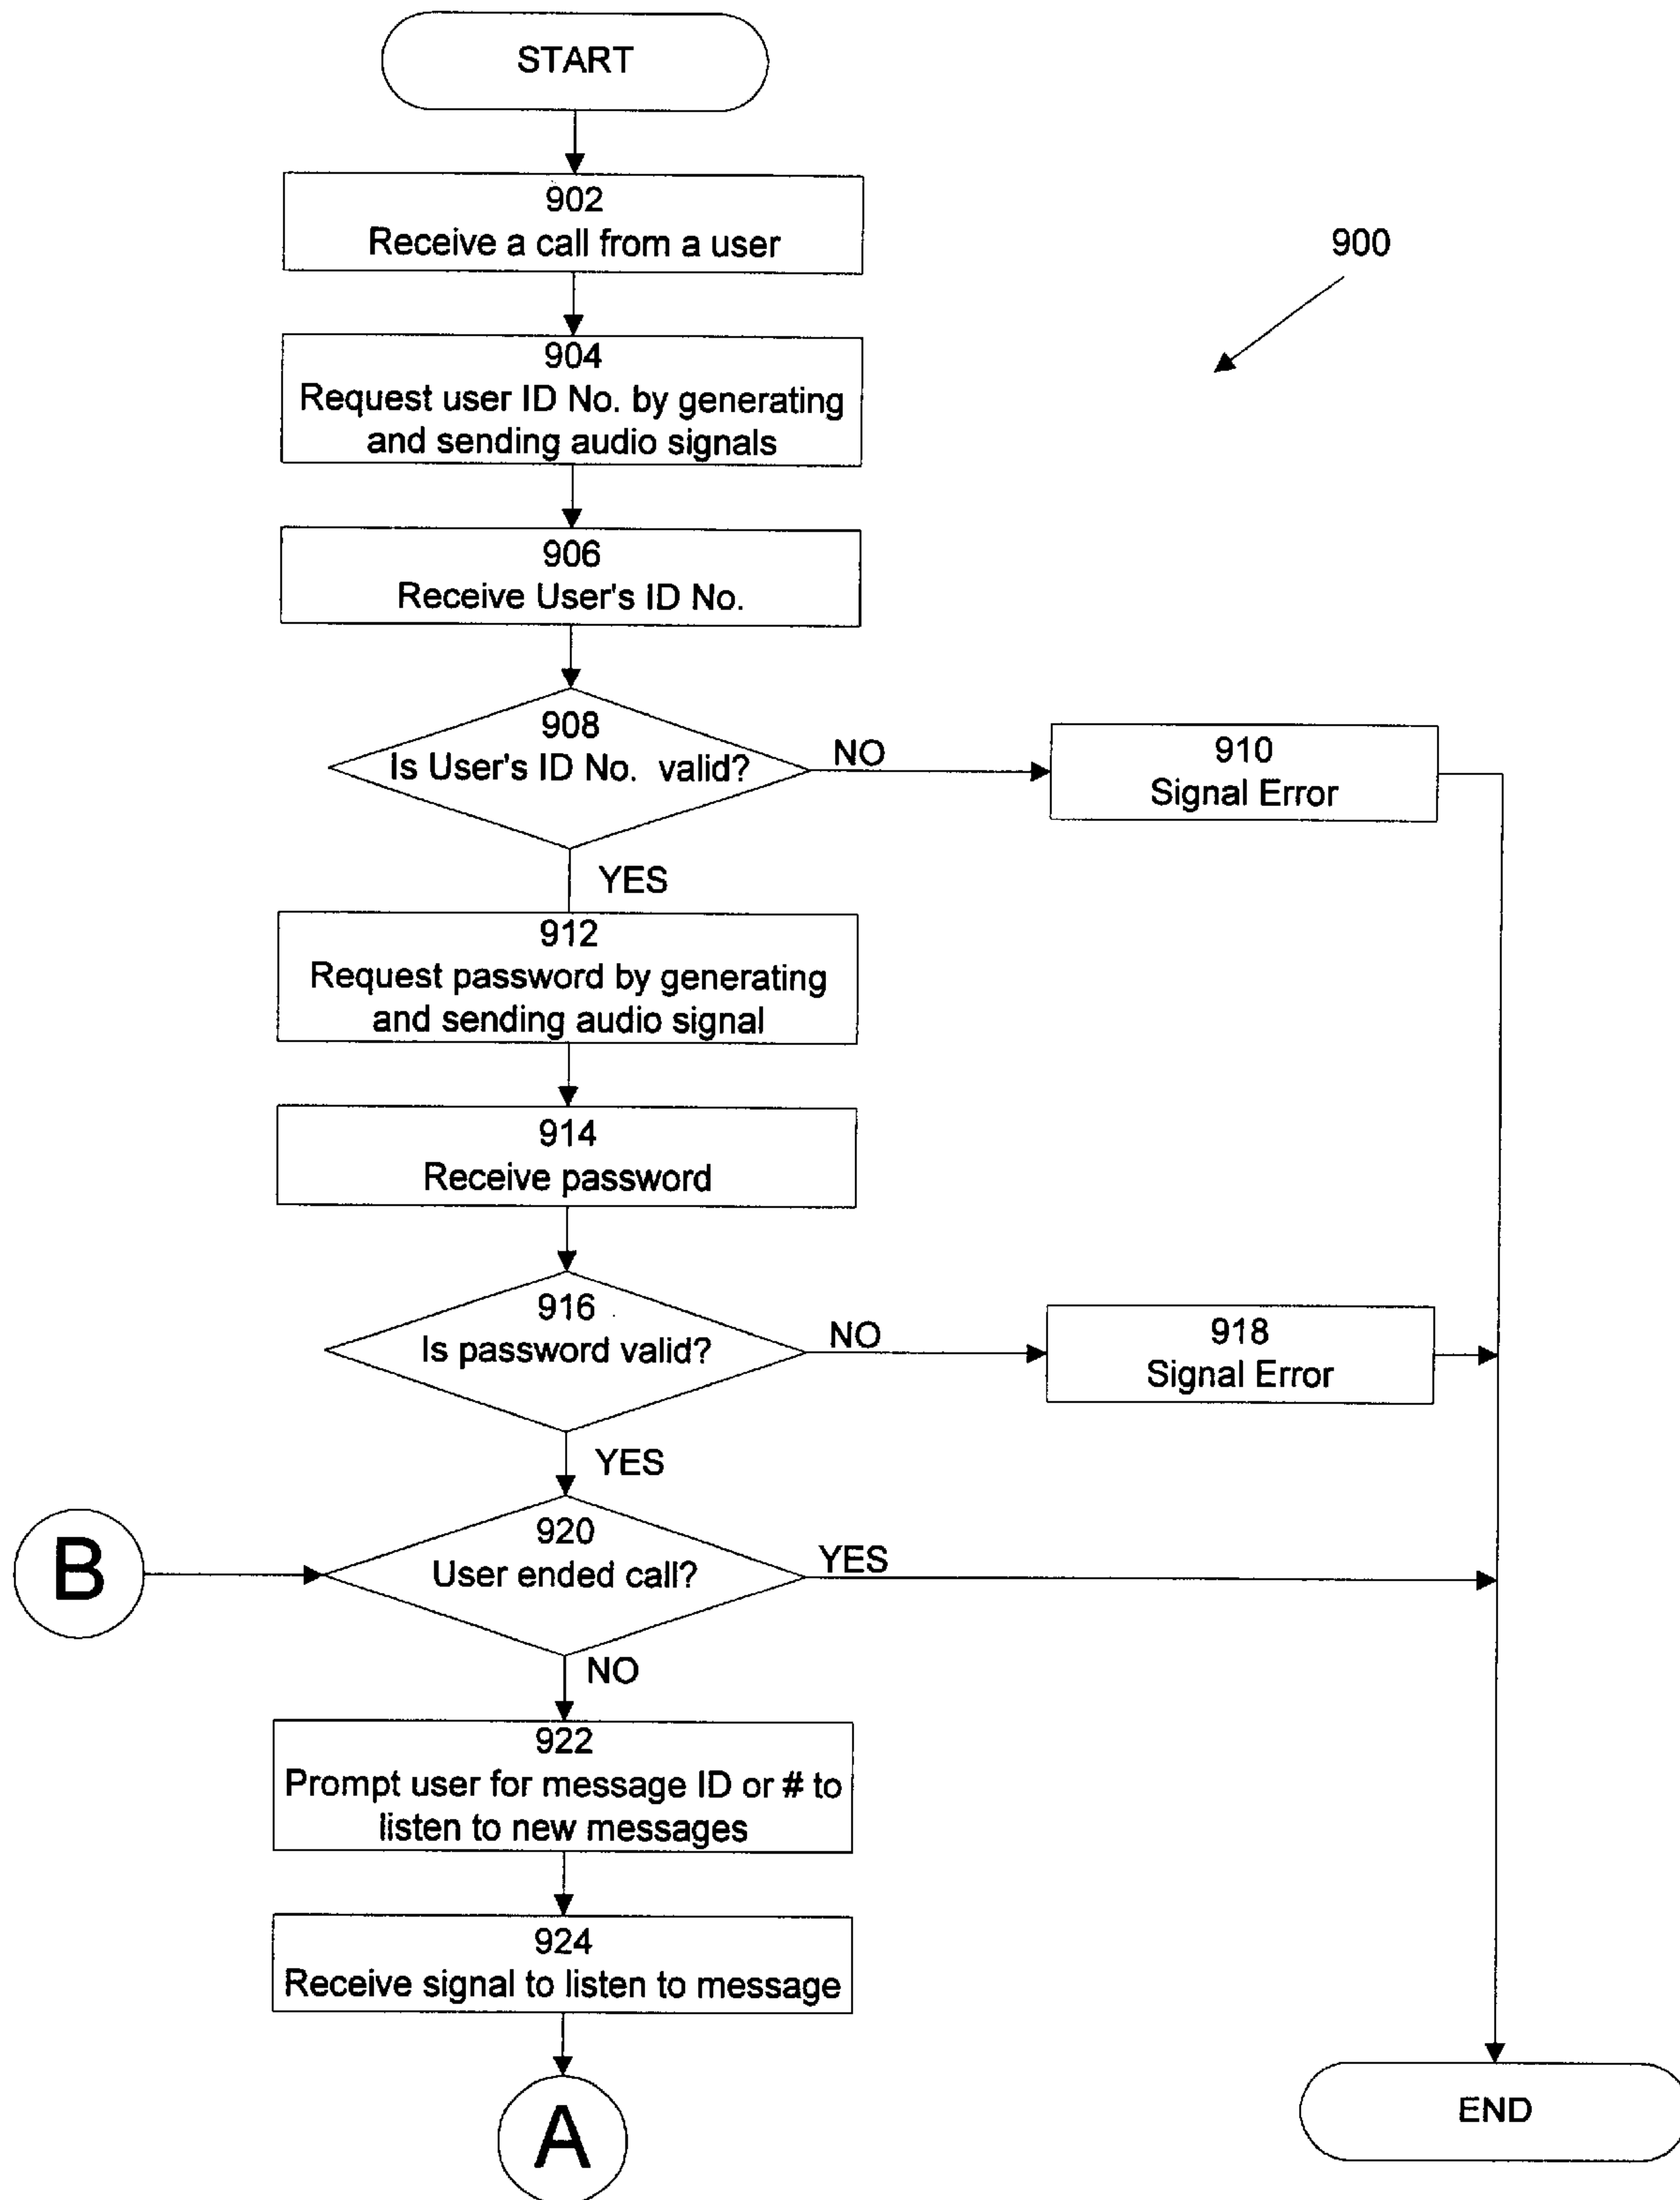 START
902
Receive a call from a user
900
904
Request user ID No. by generating
and sending audio signals
906
Receive User's ID No.
908
Is User's ID No. valid?
NO
910
Signal Error
YES
912
Request password by generating
and sending audio signal
914
Receive password
916
Is password valid?
NO
918
Signal Error
YES
B
920
User ended call?
YES
NO
922
Prompt user for message ID or # to
listen to new messages
924
Receive signal to listen to message
A
END